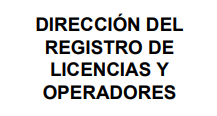 DIRECCIÓN DEL
REGISTRO DE
LICENCIAS Y
OPERADORES